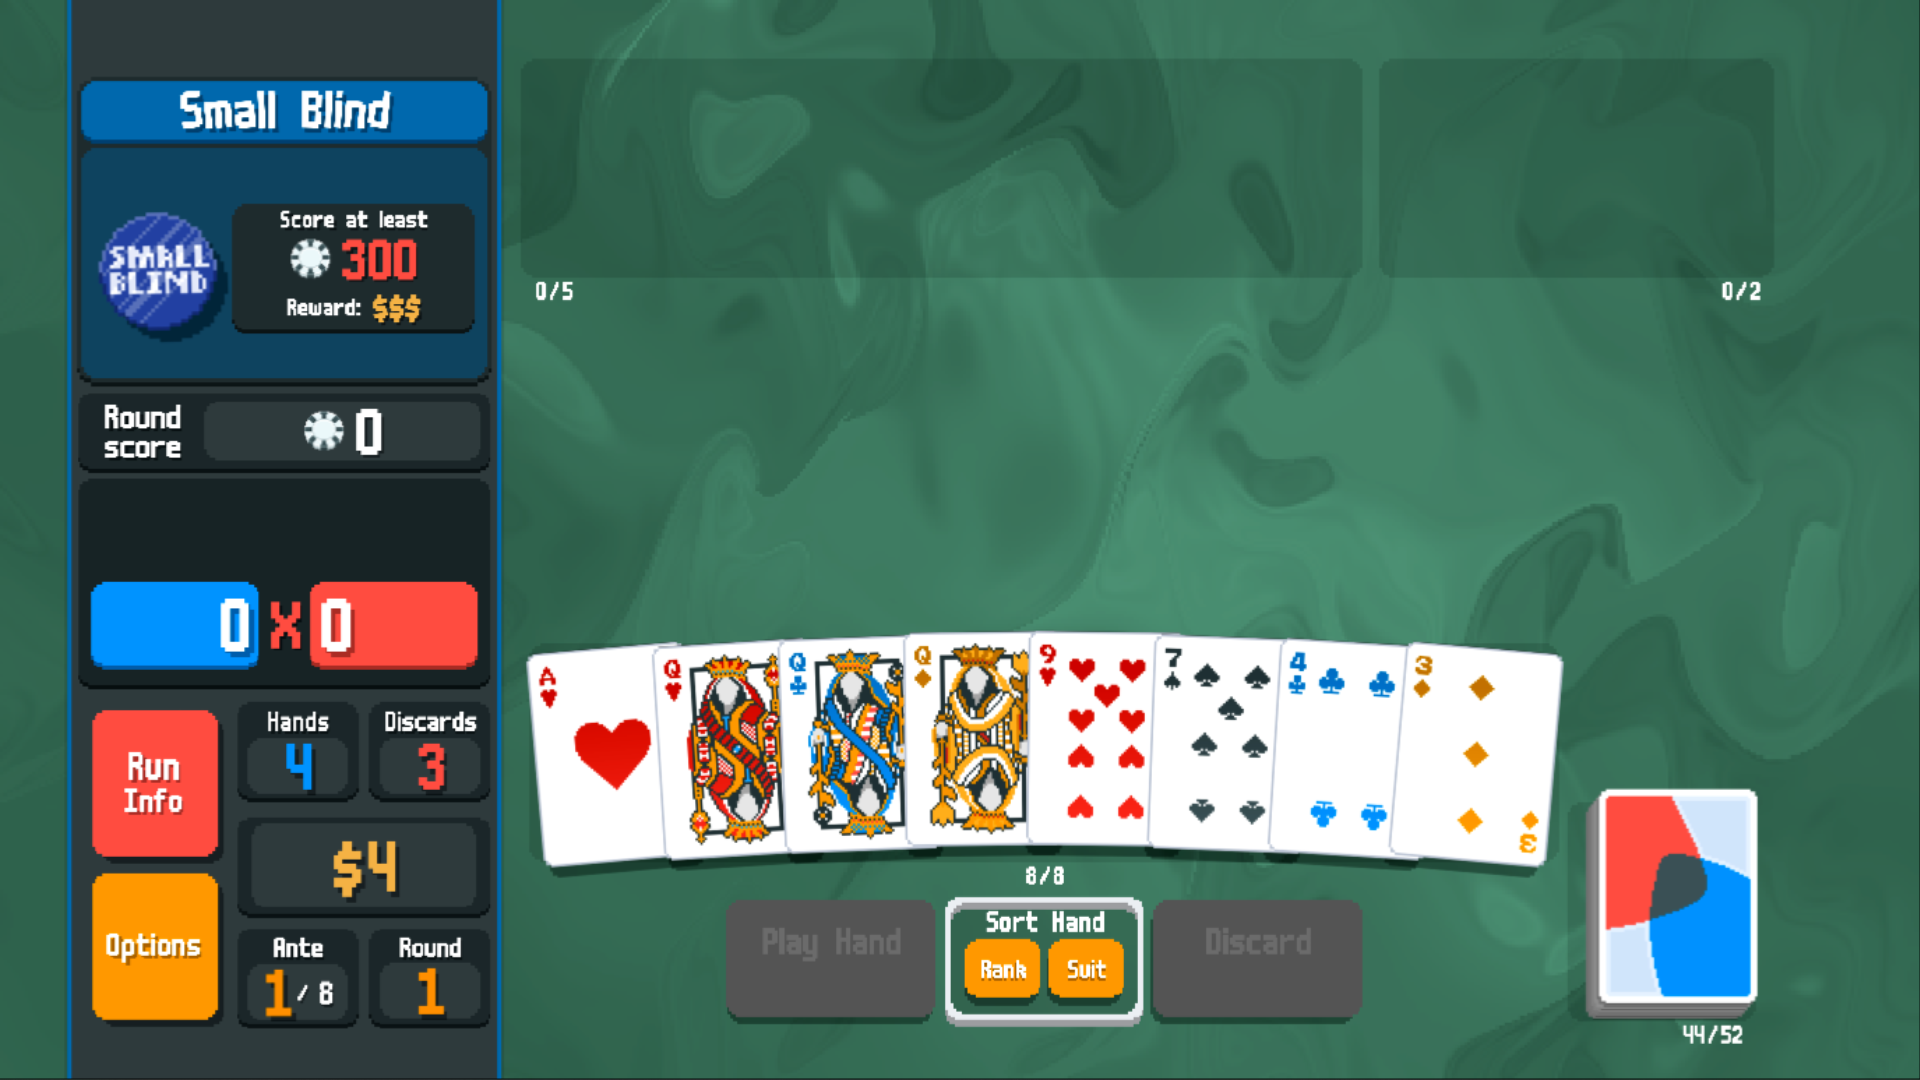 Small Blind
SMALL
BLIND
Score at least
300
Reward: $$$
Round
score
0
0 X 0
Run
Info
Hands
4
Discards
3
$4
Options
Ante
1 / 8
Round
1
0/5
0/2
A
Q
Q
Q
9
7
4
3
3
8/8
Play Hand
Sort Hand
Rank
Suit
Discard
44/52